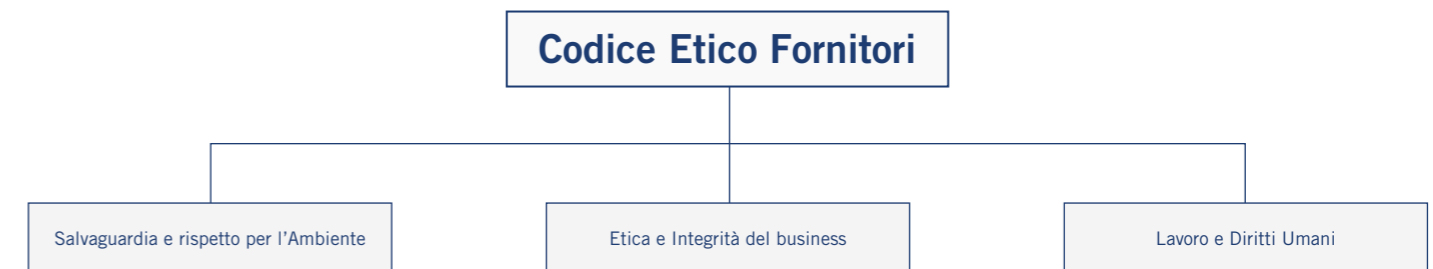 Codice Etico Fornitori
Salvaguardia e rispetto per l’Ambiente
Etica e Integrità del business
Lavoro e Diritti Umani